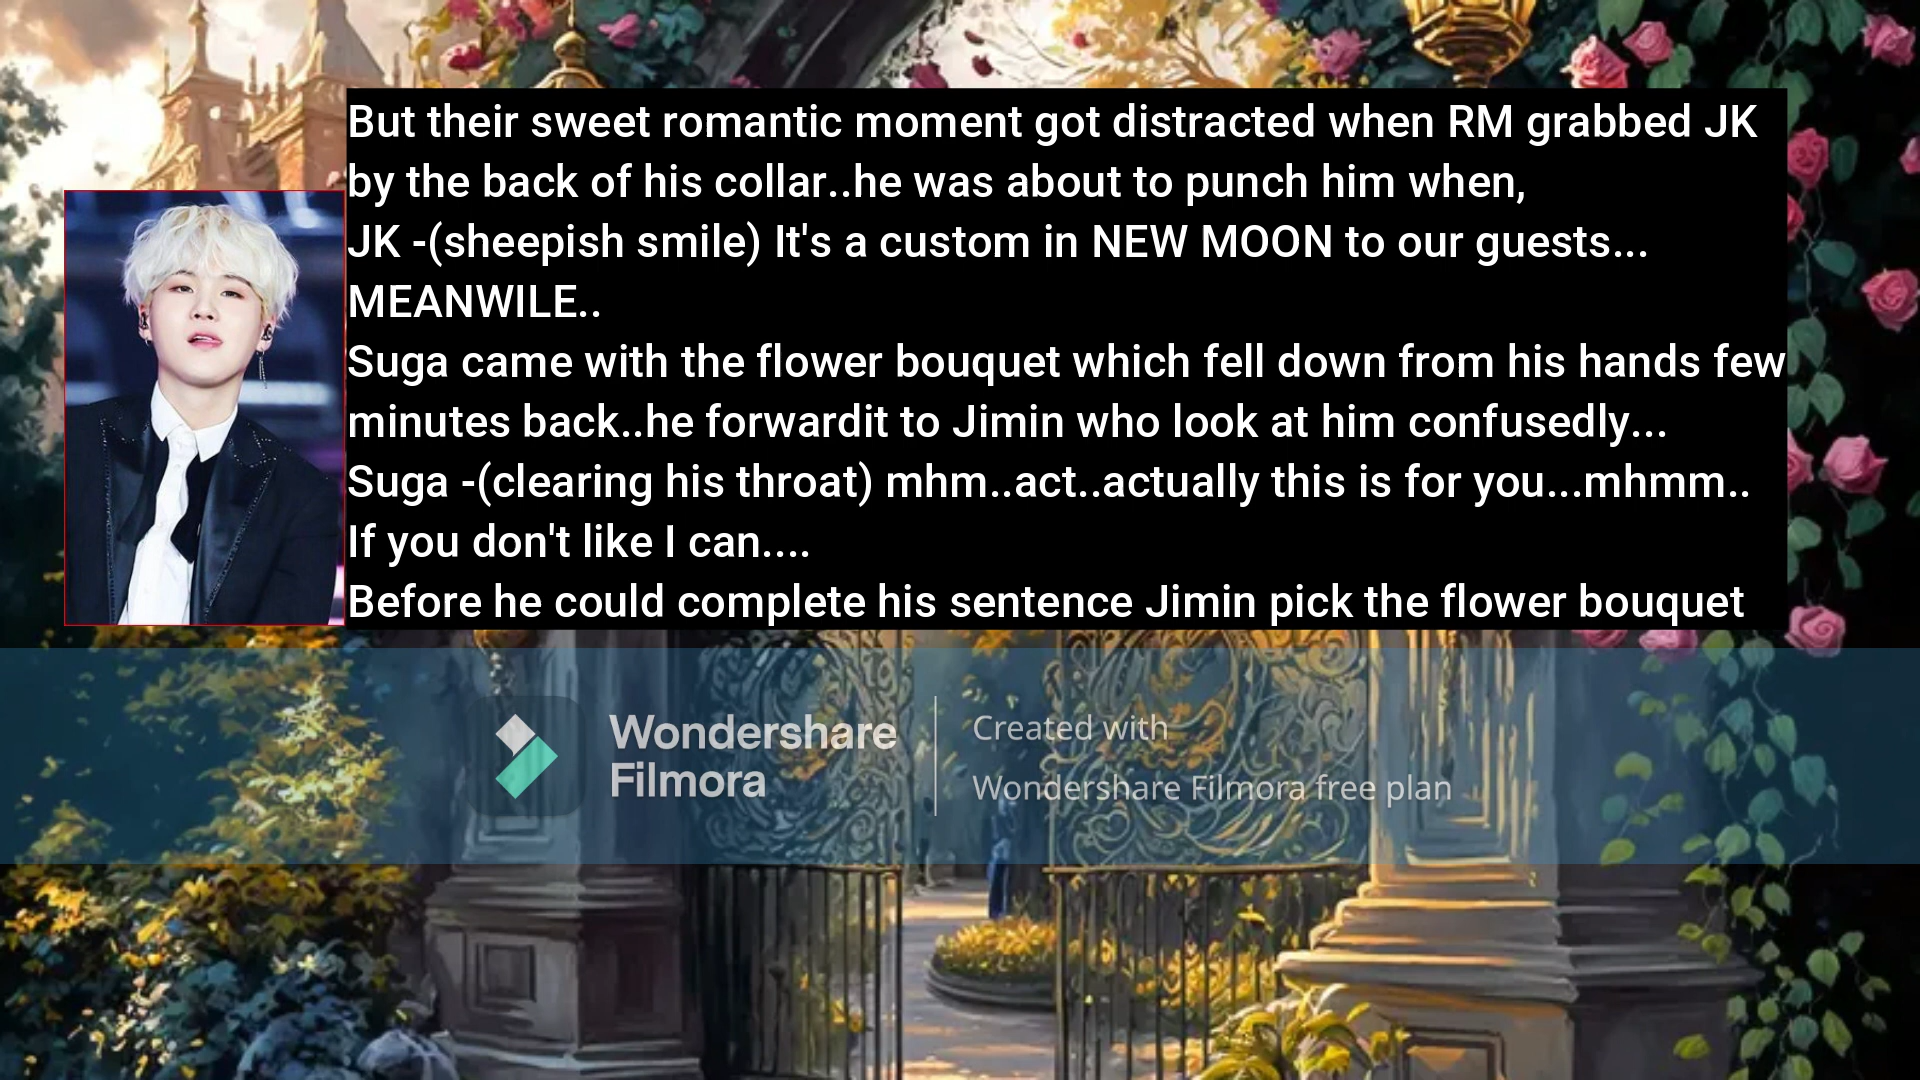 But their sweet romantic moment got distracted when RM grabbed JK
by the back of his collar..he was about to punch him when,
JK -(sheepish smile) It's a custom in NEW MOON to our guests...
MEANWILE..
Suga came with the flower bouquet which fell down from his hands few
minutes back..he forwardit to Jimin who look at him confusedly...
Suga -(clearing his throat) mhm..act..actually this is for you...mhmm..
If you don't like I can....
Before he could complete his sentence Jimin pick the flower bouquet
Wondershare
Filmora
Created with
Wondershare Filmora free plan